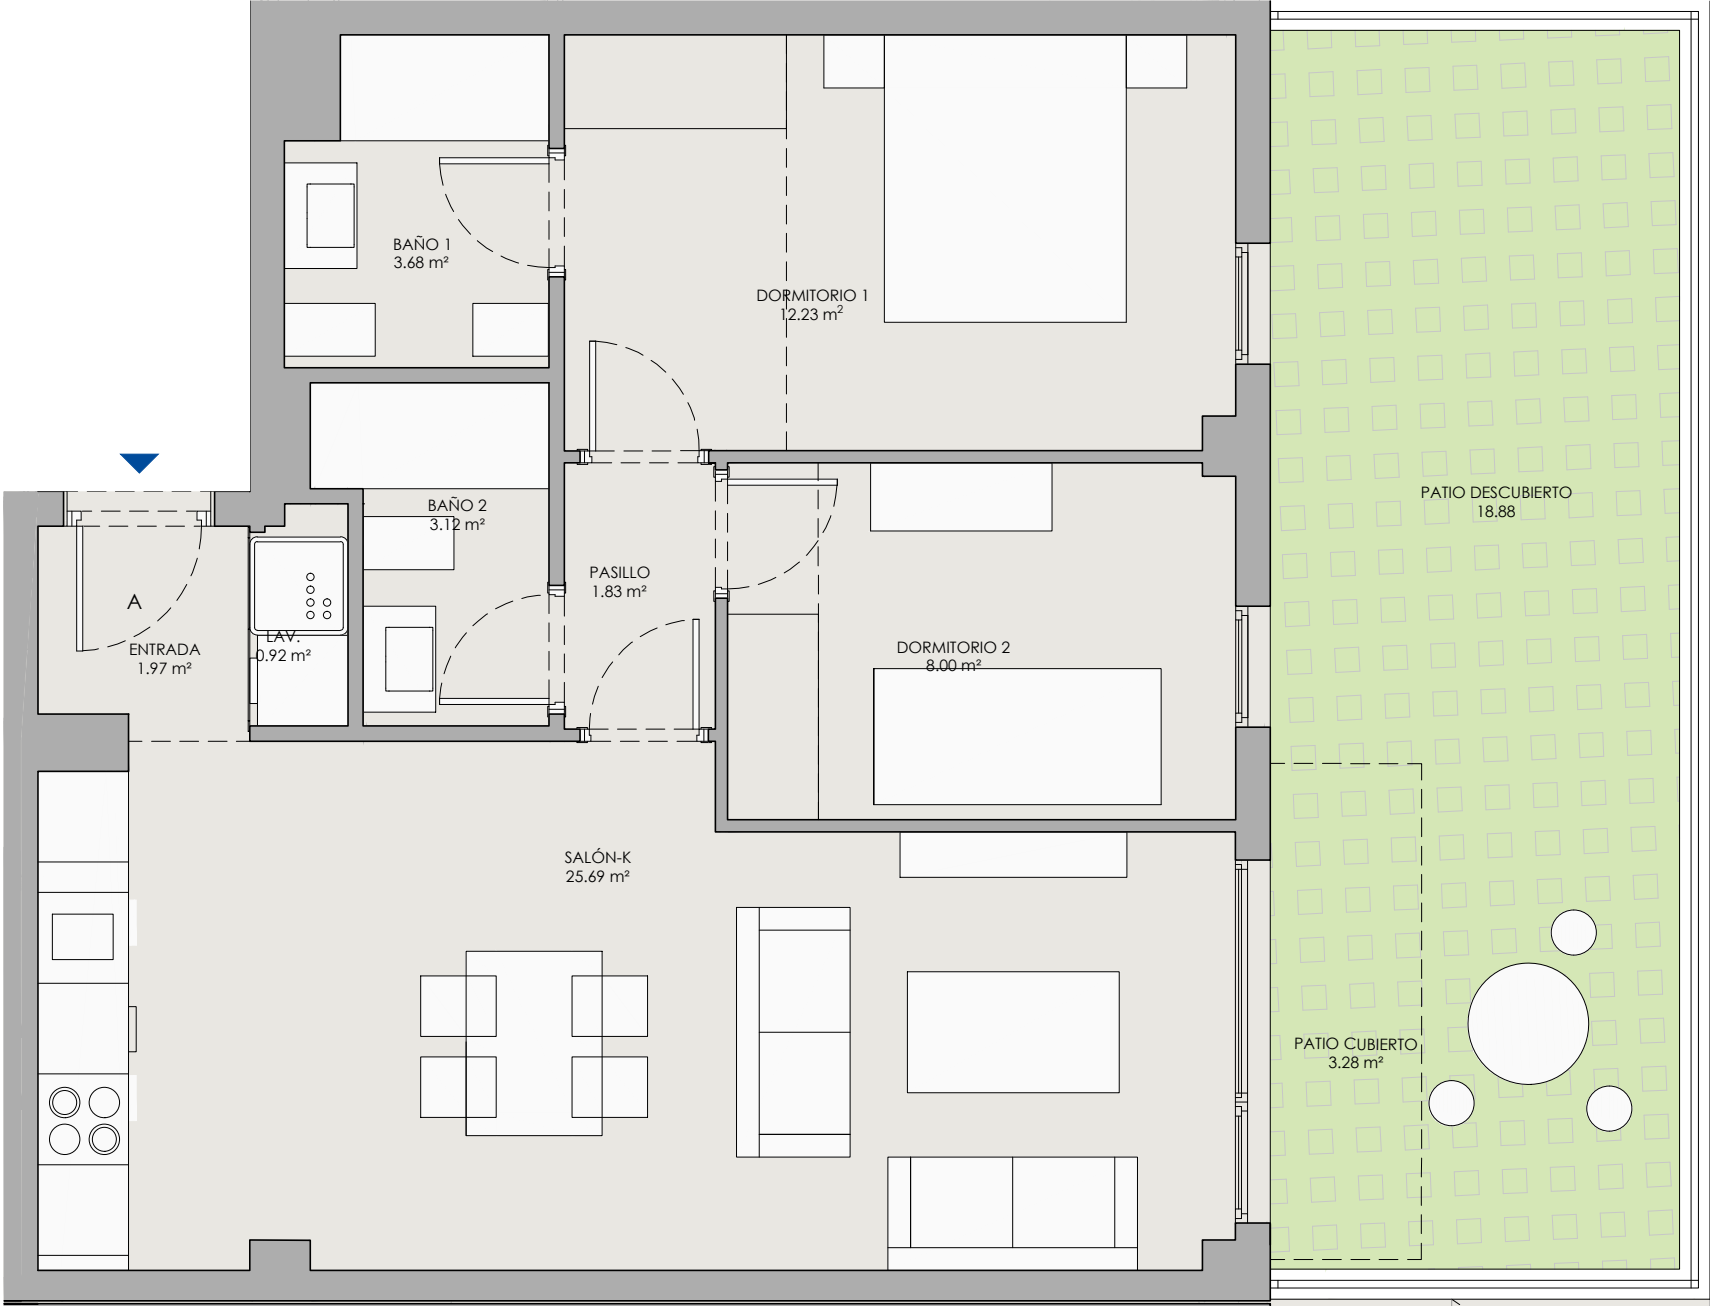 BAÑO 1
3.68 m²
DORMITORIO 1
12.23 m²
PATIO DESCUBIERTO
18.88
BAÑO 2
3.12 m²
PASILLO
1.83 m²
A
ENTRADA
1.97 m²
LAV.
0.92 m²
DORMITORIO 2
8.00 m²
SALÓN-K
25.69 m²
PATIO CUBIERTO
3.28 m²